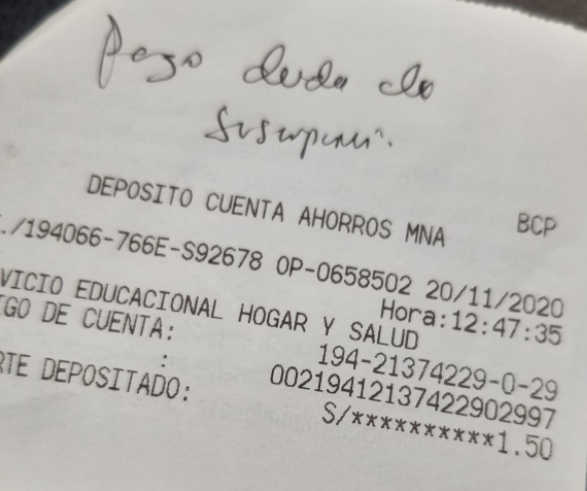 Pago deuda de
suscripción.
DEPOSITO CUENTA AHORROS MNA BCP
./194066-766E-S92678 OP-0658502 20/11/2020
Hora:12:47:35
VICIO EDUCACIONAL HOGAR Y SALUD
IGO DE CUENTA: 194-21374229-0-29
: 00219412137422902997
RTE DEPOSITADO: S/**********1.50